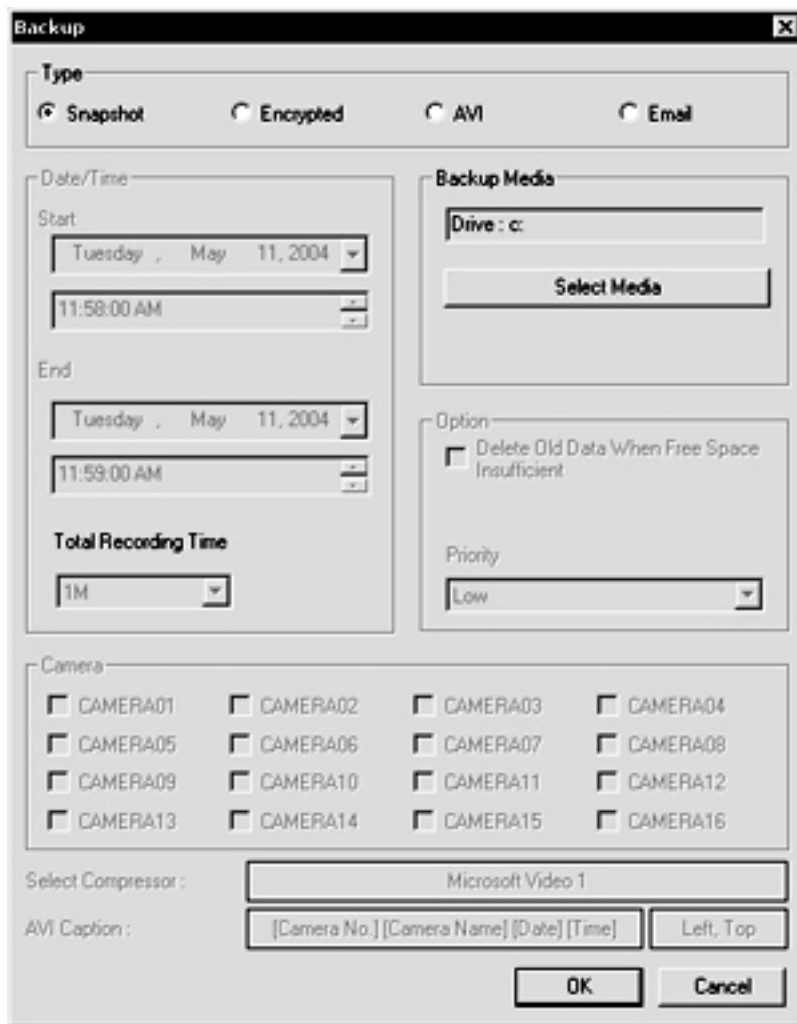 Backup
Type
Snapshot Encrypted AVI Email
Date/Time
Start
Tuesday , May 11, 2004
11:58:00 AM
End
Tuesday , May 11, 2004
11:59:00 AM
Total Recording Time
1M
Backup Media
Drive : c:
Select Media
Option
Delete Old Data When Free Space
Insufficient
Priority
Low
Camera
CAMERA01 CAMERA02 CAMERA03 CAMERA04
CAMERA05 CAMERA06 CAMERA07 CAMERA08
CAMERA09 CAMERA10 CAMERA11 CAMERA12
CAMERA13 CAMERA14 CAMERA15 CAMERA16
Select Compressor : Microsoft Video 1
AVI Caption : [Camera No.] [Camera Name] [Date] [Time] Left, Top
OK Cancel